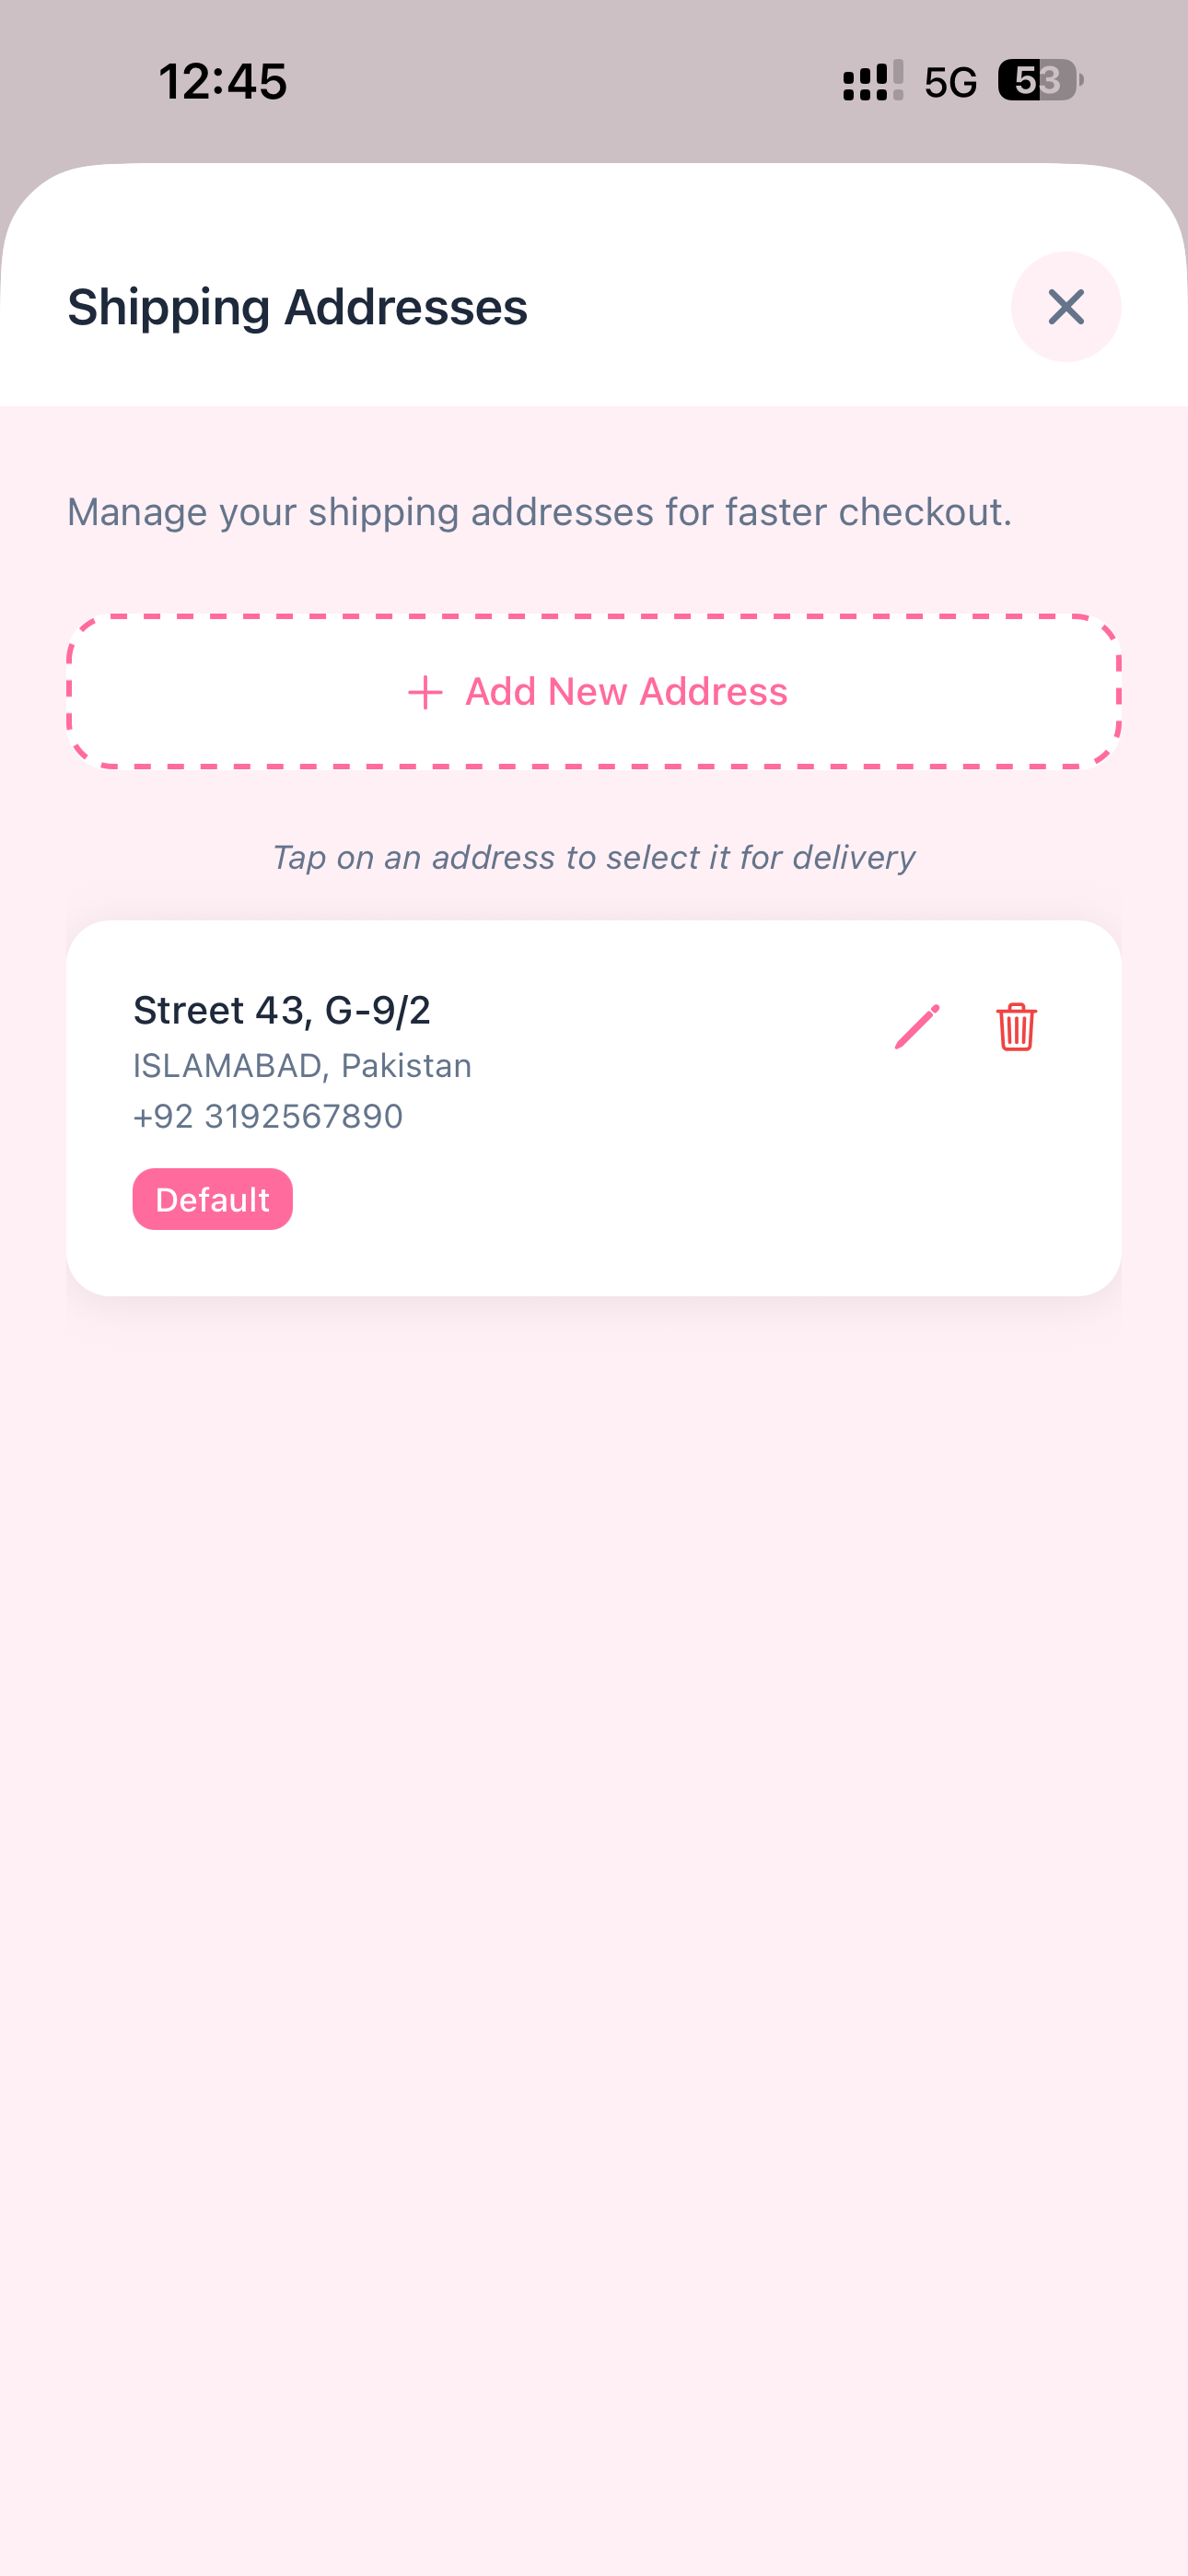 12:45
5G
53
Shipping Addresses
Manage your shipping addresses for faster checkout.
Add New Address
Tap on an address to select it for delivery
Street 43, G-9/2
ISLAMABAD, Pakistan
+92 3192567890
Default